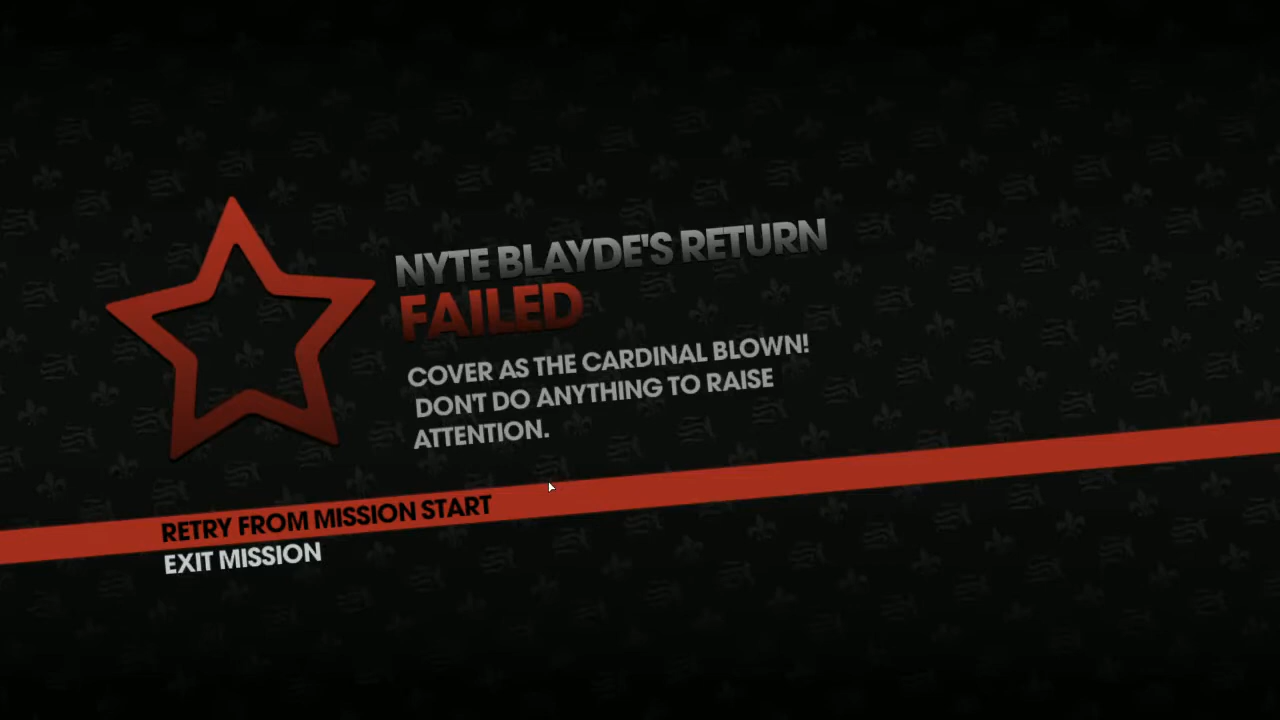 NYTE BLAYDE'S RETURN
FAILED
COVER AS THE CARDINAL BLOWN!
DON'T DO ANYTHING TO RAISE
ATTENTION.
RETRY FROM MISSION START
EXIT MISSION